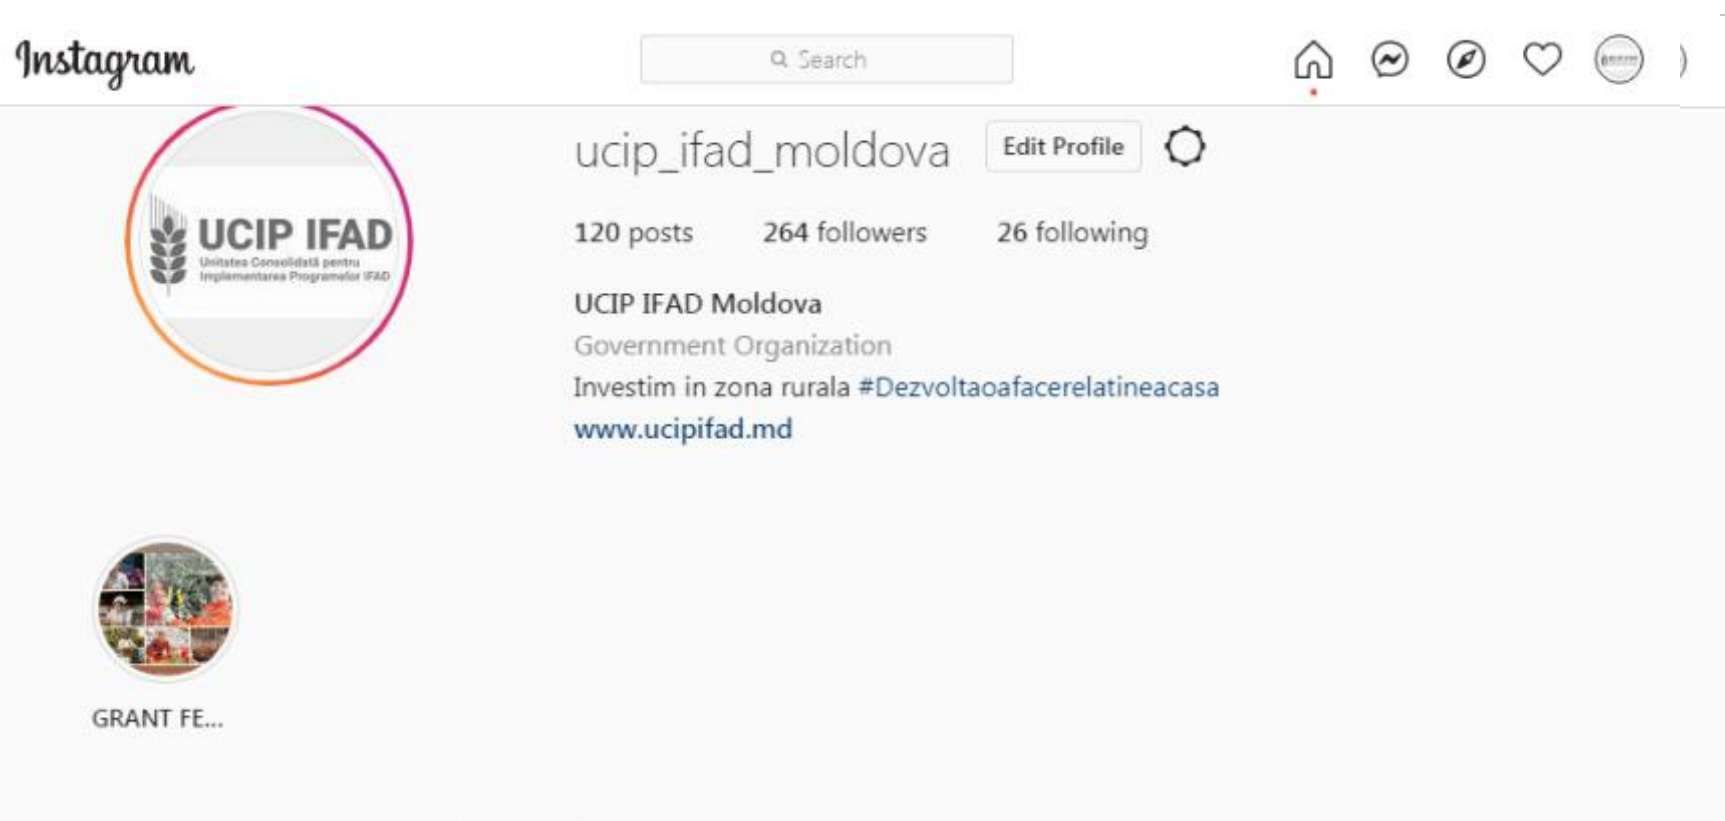 Instagram
Search
ucip_ifad_moldova Edit Profile
120 posts 264 followers 26 following
UCIP IFAD
Unitatea Consolidată pentru
Implementarea Programelor IFAD
UCIP IFAD Moldova
Government Organization
Investim in zona rurala #Dezvoltaoafacerelatineacasa
www.ucipifad.md
GRANT FE...